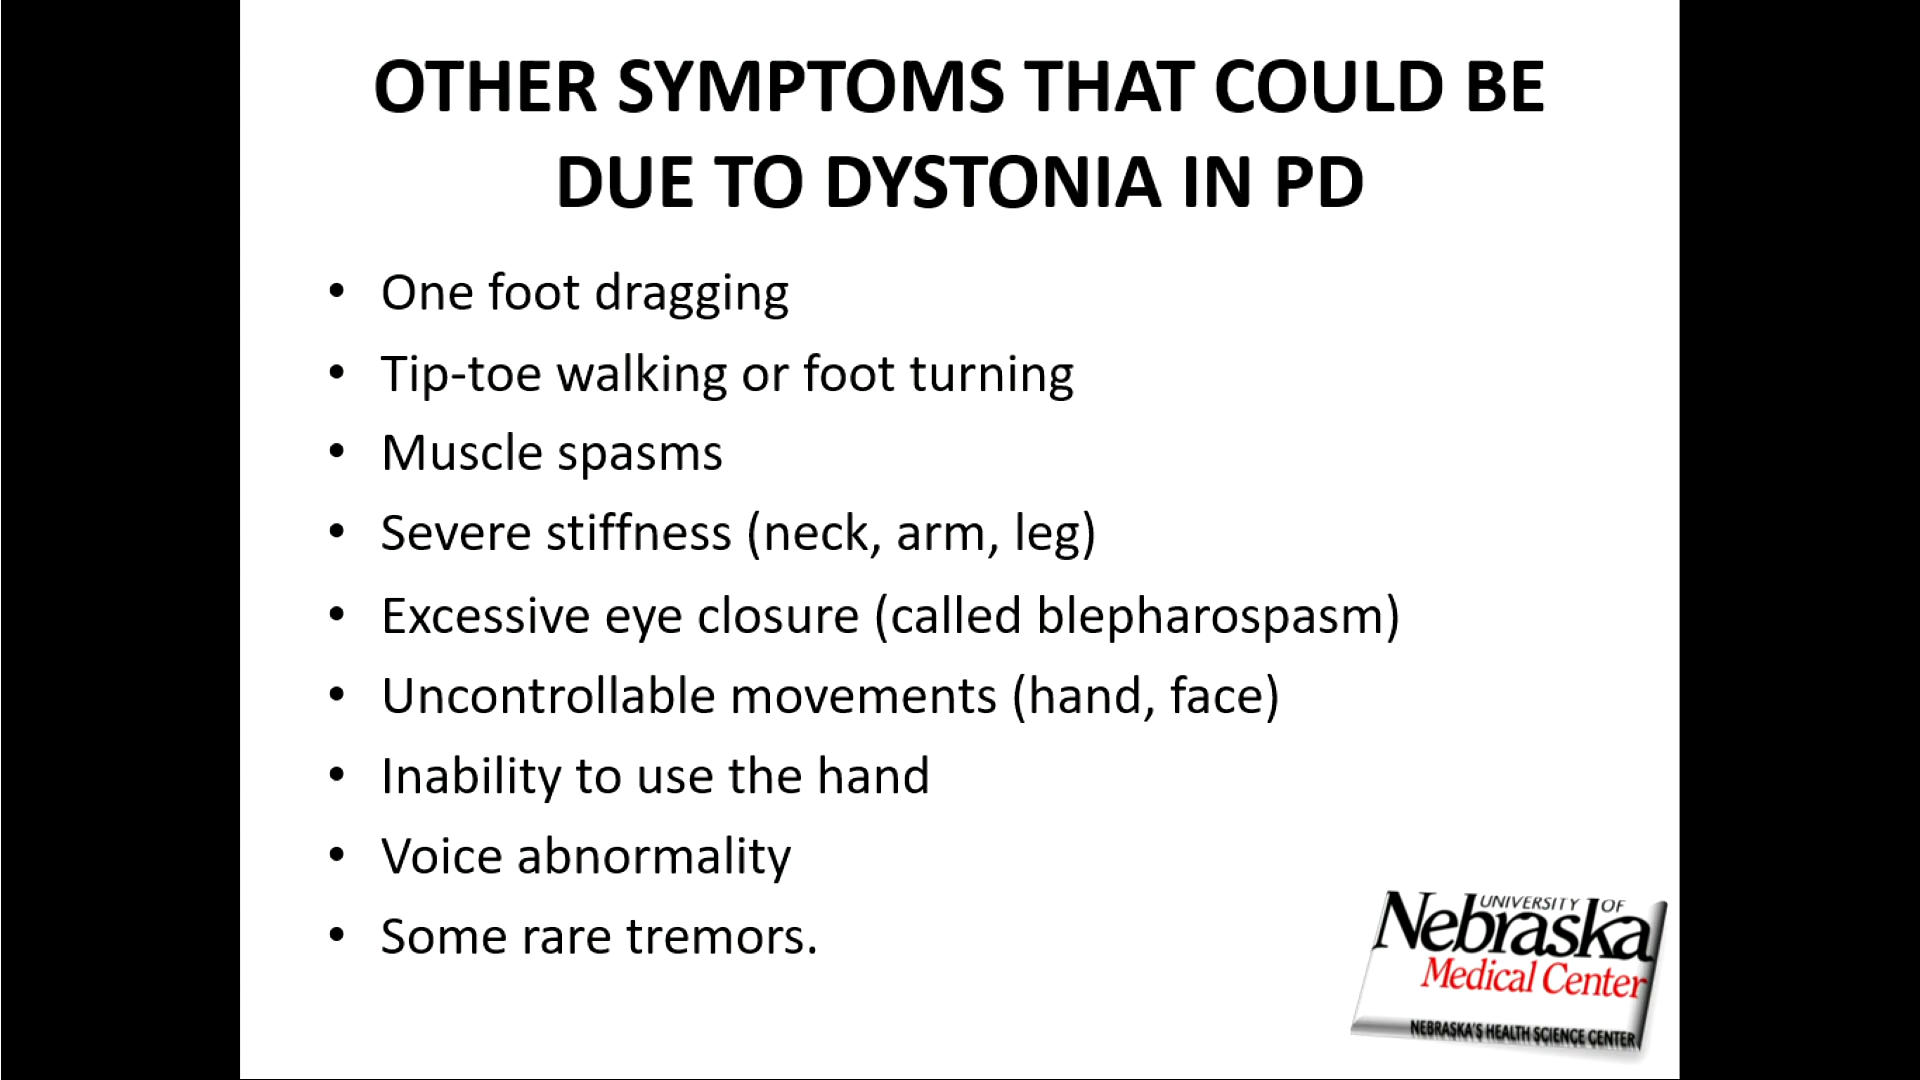 OTHER SYMPTOMS THAT COULD BE
DUE TO DYSTONIA IN PD
• One foot dragging
• Tip-toe walking or foot turning
• Muscle spasms
• Severe stiffness (neck, arm, leg)
• Excessive eye closure (called blepharospasm)
• Uncontrollable movements (hand, face)
• Inability to use the hand
• Voice abnormality
• Some rare tremors.
UNIVERSITY OF
Nebraska
Medical Center
NEBRASKA'S HEALTH SCIENCE CENTER